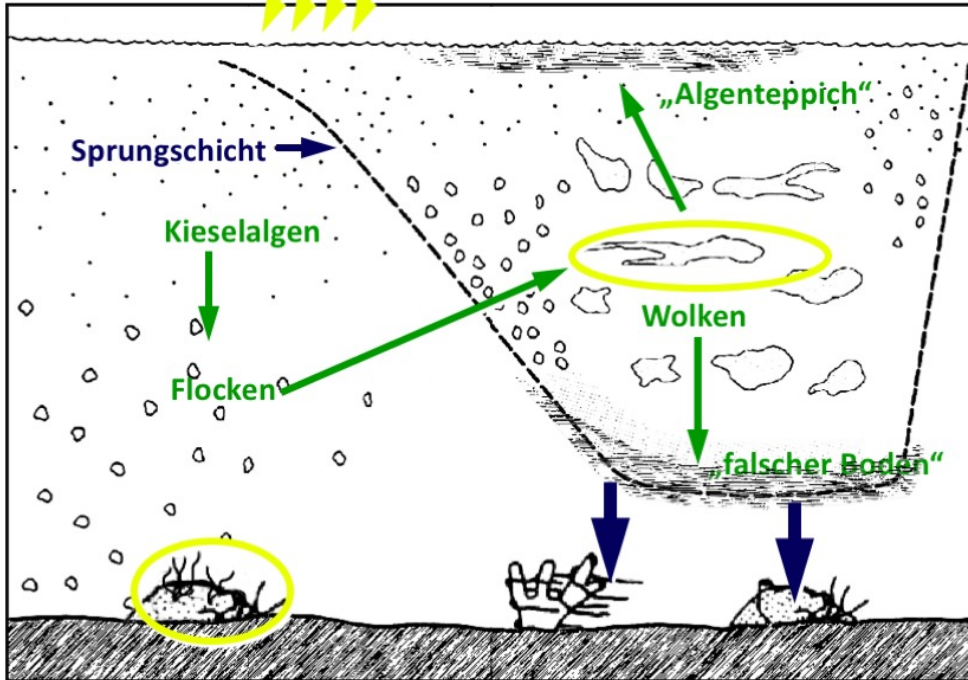 „Algenteppich“
Sprungschicht
Kieselalgen
Wolken
Flocken
„falscher Boden“